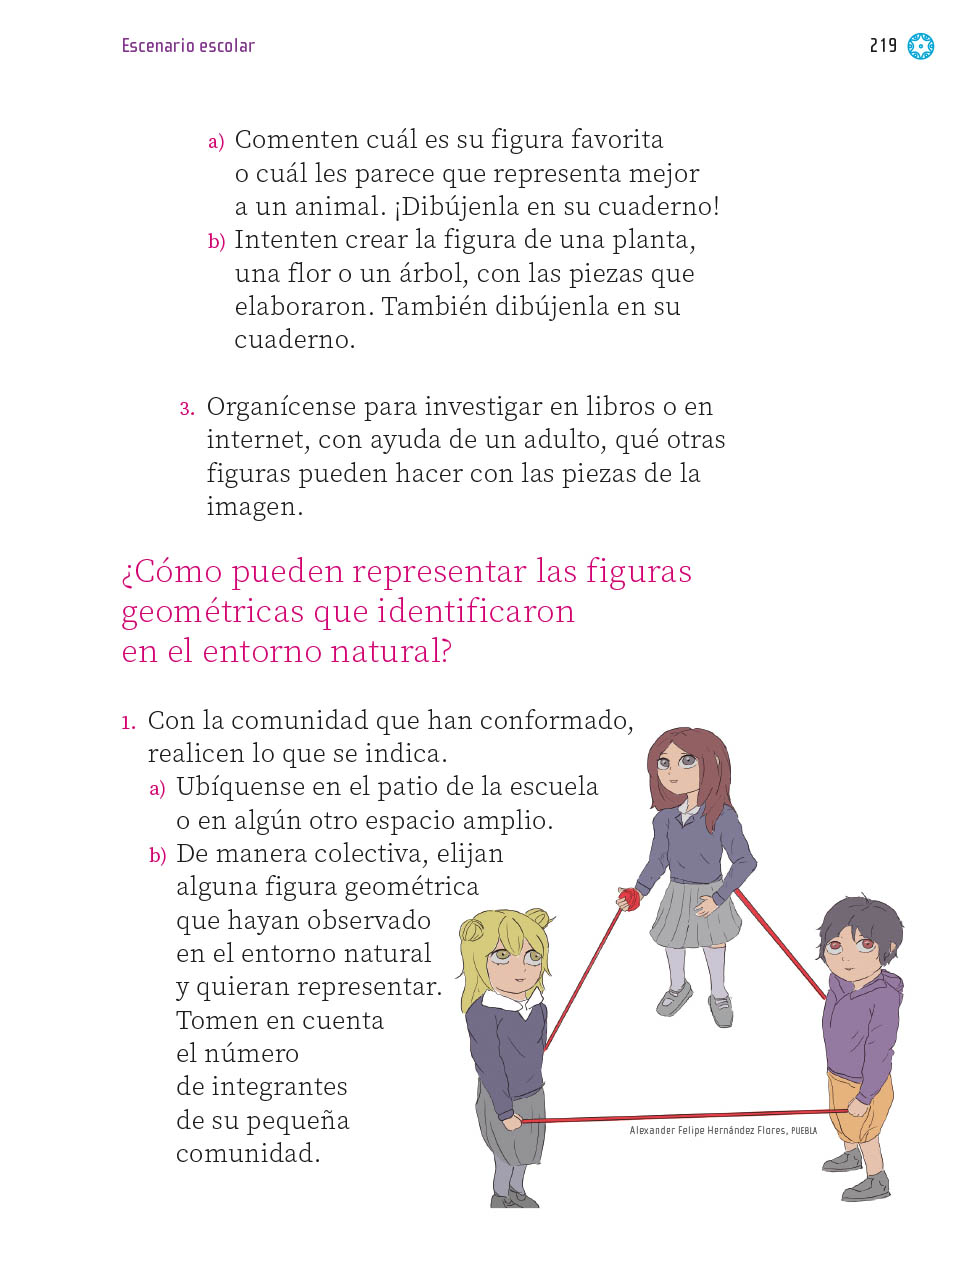 Escenario escolar
219
a) Comenten cuál es su figura favorita
o cuál les parece que representa mejor
a un animal. ¡Dibújenla en su cuaderno!
b) Intenten crear la figura de una planta,
una flor o un árbol, con las piezas que
elaboraron. También dibújenla en su
cuaderno.
3. Organícense para investigar en libros o en
internet, con ayuda de un adulto, qué otras
figuras pueden hacer con las piezas de la
imagen.
¿Cómo pueden representar las figuras
geométricas que identificaron
en el entorno natural?
1. Con la comunidad que han conformado,
realicen lo que se indica.
a) Ubíquense en el patio de la escuela
o en algún otro espacio amplio.
b) De manera colectiva, elijan
alguna figura geométrica
que hayan observado
en el entorno natural
y quieran representar.
Tomen en cuenta
el número
de integrantes
de su pequeña
comunidad.
Alexander Felipe Hernández Flores, PUEBLA